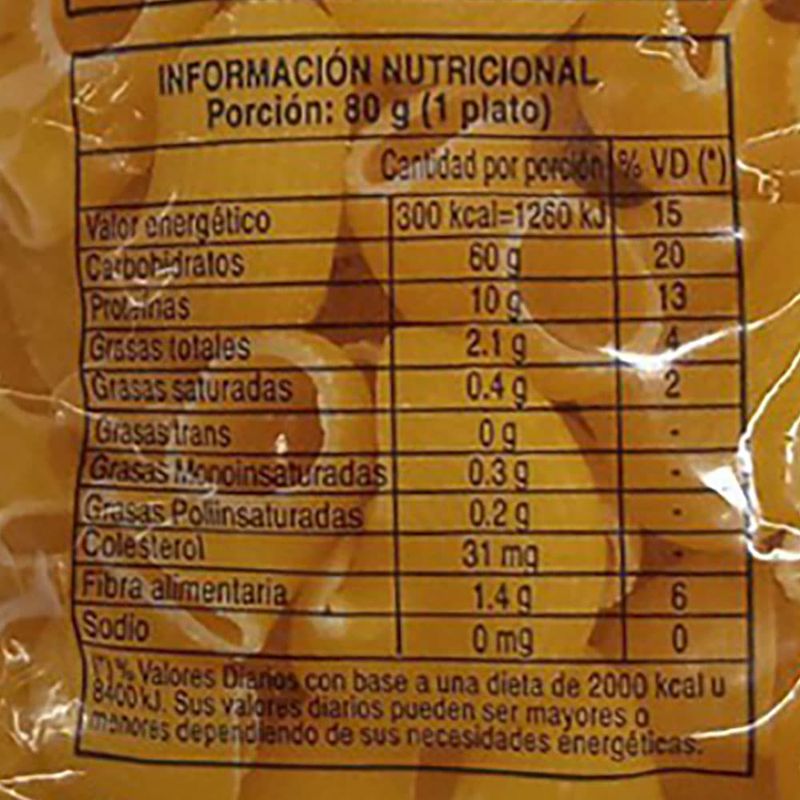 INFORMACIÓN NUTRICIONAL
Porción: 80 g (1 plato)
Cantidad por porción % VD (*)
Valor energético 300 kcal=1260 kJ 15
Carbohidratos 60 g 20
Proteínas 10 g 13
Grasas totales 2.1 g 4
Grasas saturadas 0.4 g 2
Grasas trans 0 g -
Grasas Monoinsaturadas 0.3 g -
Grasas Poliinsaturadas 0.2 g -
Colesterol 31 mg -
Fibra alimentaria 1.4 g 6
Sodio 0 mg 0
(*) % Valores Diarios con base a una dieta de 2000 kcal u
8400 kJ. Sus valores diarios pueden ser mayores o
menores dependiendo de sus necesidades energéticas.